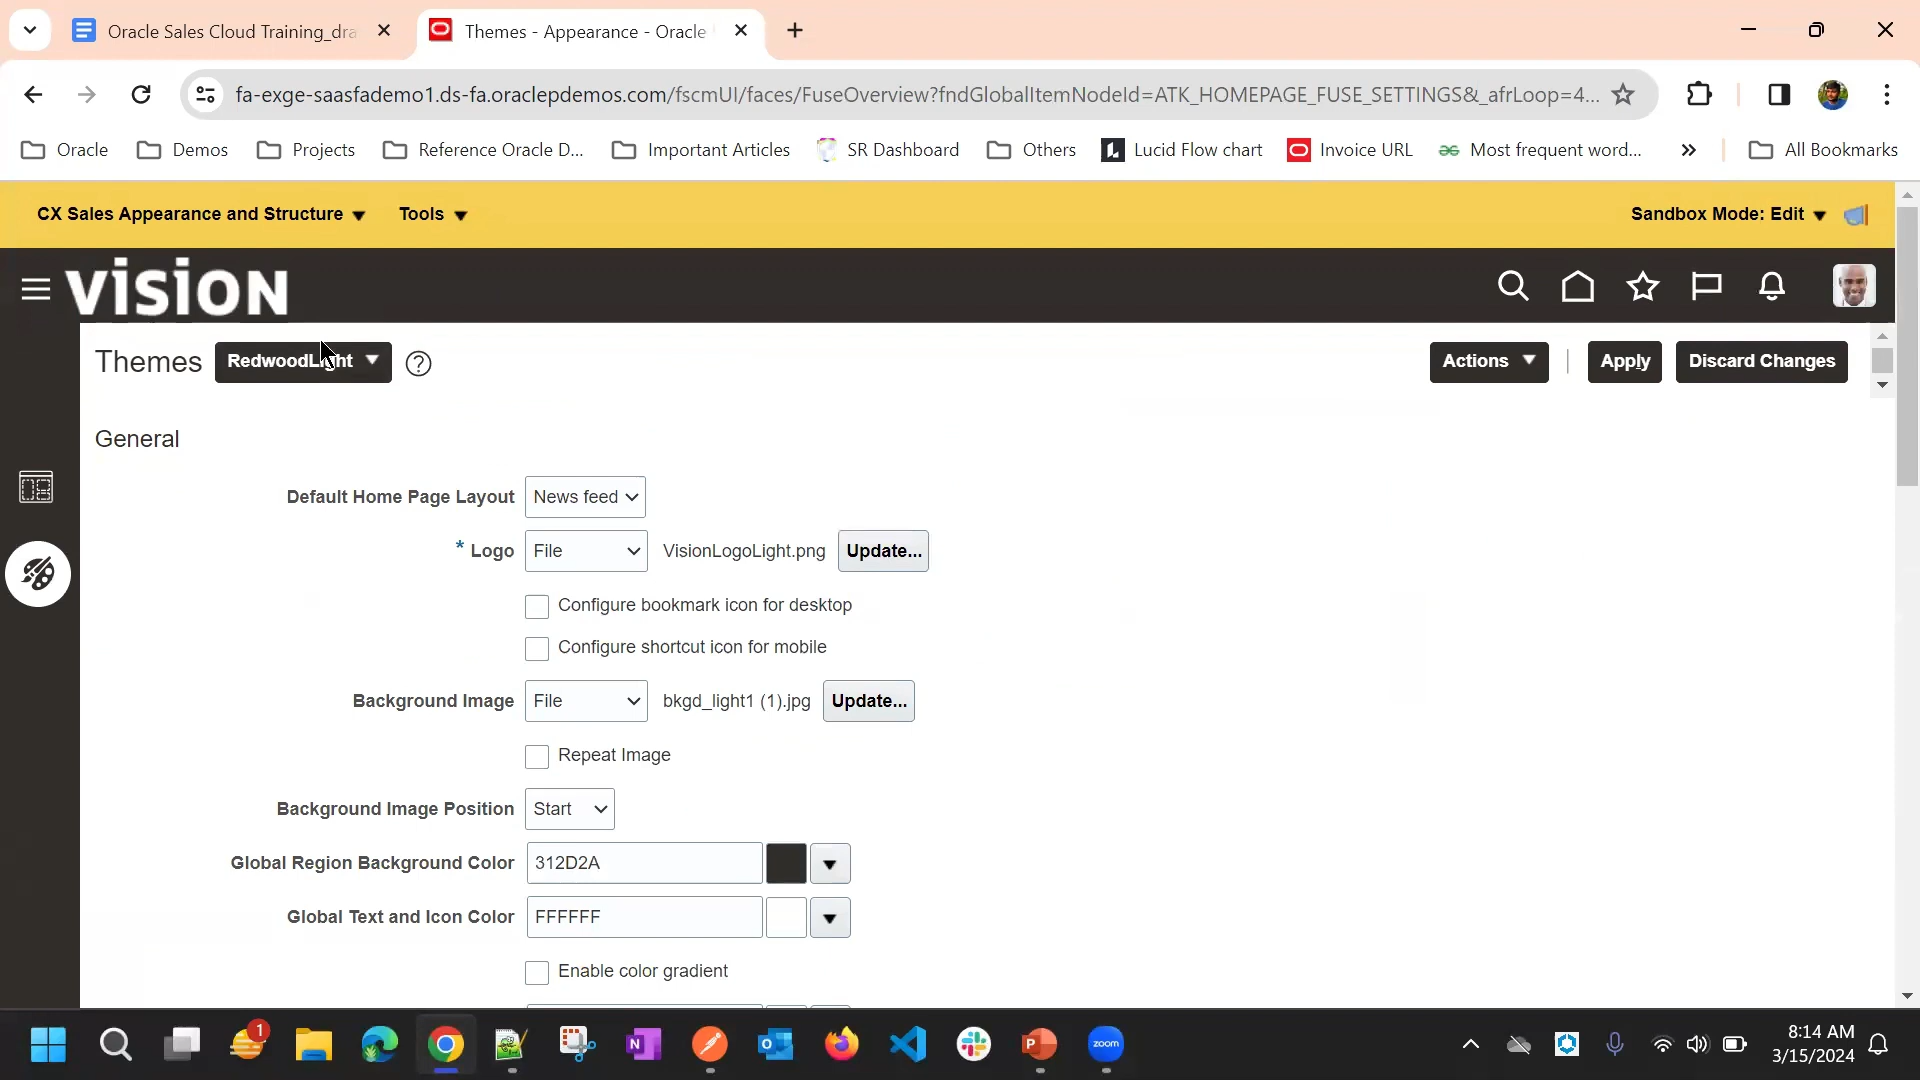 Oracle Sales Cloud Training_dra
Themes - Appearance - Oracle
fa-exge-saasfademo1.ds-fa.oraclepdemos.com/fscmUI/faces/FuseOverview?fndGlobalItemNodeId=ATK_HOMEPAGE_FUSE_SETTINGS&_afrLoop=4...
Oracle Demos Projects Reference Oracle D... Important Articles SR Dashboard Others Lucid Flow chart Invoice URL Most frequent word... » All Bookmarks
CX Sales Appearance and Structure Tools Sandbox Mode: Edit
VISION
Themes RedwoodLight ? Actions Apply Discard Changes
General
Default Home Page Layout News feed
* Logo File VisionLogoLight.png Update...
Configure bookmark icon for desktop
Configure shortcut icon for mobile
Background Image File bkgd_light1 (1).jpg Update...
Repeat Image
Background Image Position Start
Global Region Background Color 312D2A
Global Text and Icon Color FFFFFF
Enable color gradient
1
zoom
8:14 AM
3/15/2024